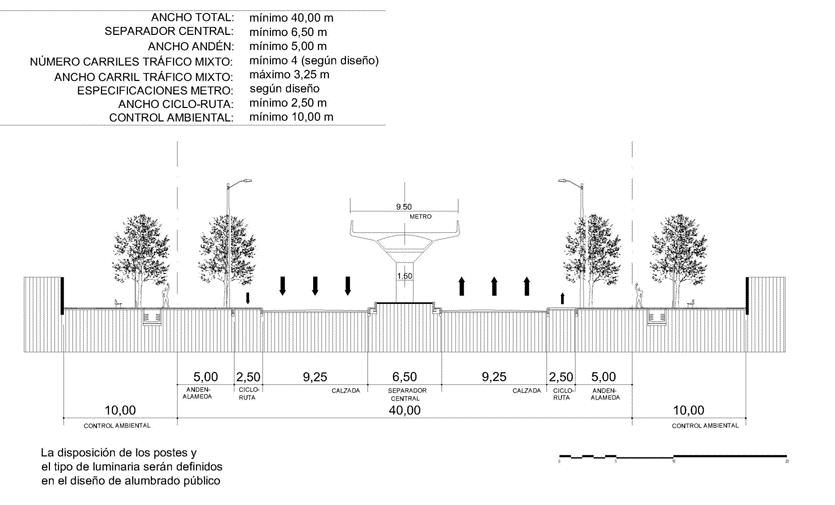 ANCHO TOTAL: mínimo 40,00 m
SEPARADOR CENTRAL: mínimo 6,50 m
ANCHO ANDÉN: mínimo 5,00 m
NÚMERO CARRILES TRÁFICO MIXTO: mínimo 4 (según diseño)
ANCHO CARRIL TRÁFICO MIXTO: máximo 3,25 m
ESPECIFICACIONES METRO: según diseño
ANCHO CICLO-RUTA: mínimo 2,50 m
CONTROL AMBIENTAL: mínimo 10,00 m
9.50
METRO
1.50
5,00 2,50 9,25 6,50 9,25 2,50 5,00
ANDEN- CICLO- CALZADA SEPARADOR CALZADA CICLO- ANDEN-
ALAMEDA RUTA CENTRAL RUTA ALAMEDA
10,00 40,00 10,00
CONTROL AMBIENTAL CONTROL AMBIENTAL
La disposición de los postes y
el tipo de luminaria serán definidos
en el diseño de alumbrado público